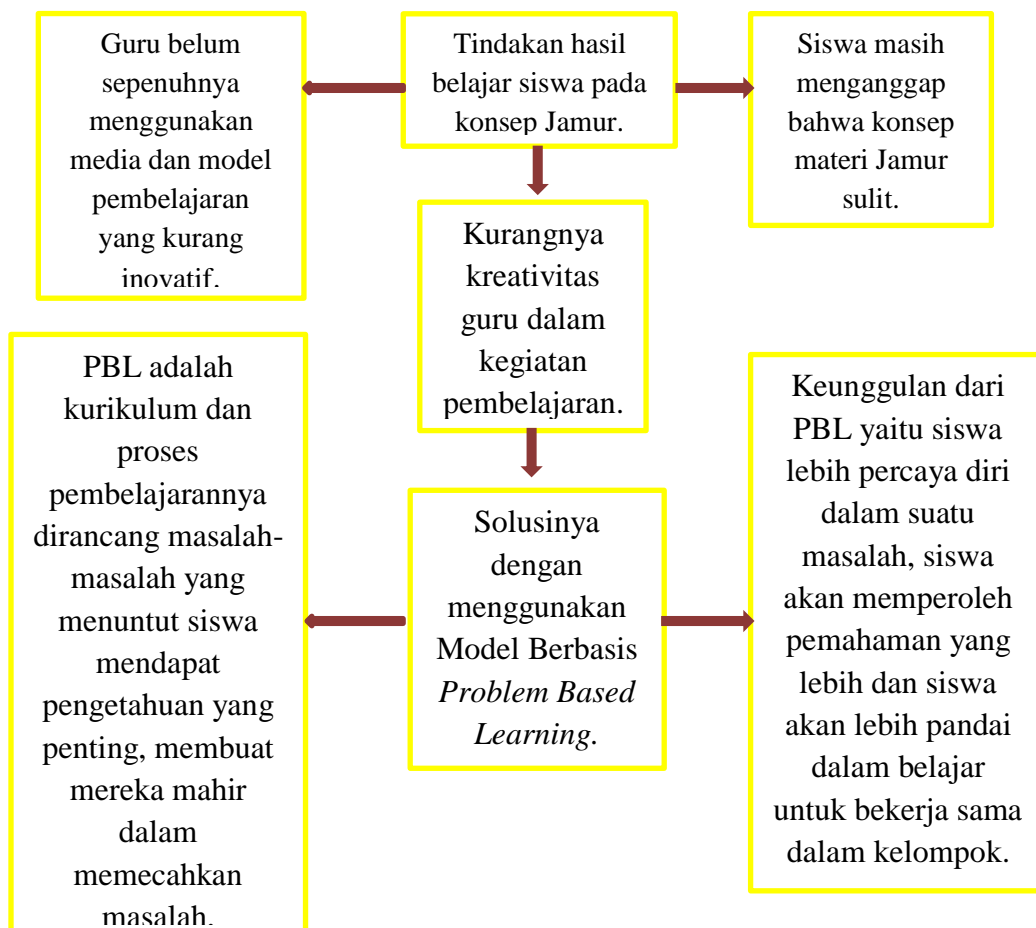 Guru belum
sepenuhnya
menggunakan
media dan model
pembelajaran
yang kurang
inovatif.
Tindakan hasil
belajar siswa pada
konsep Jamur.
Siswa masih
menganggap
bahwa konsep
materi Jamur
sulit.
Kurangnya
kreativitas
guru dalam
kegiatan
pembelajaran.
PBL adalah
kurikulum dan
proses
pembelajarannya
dirancang masalah-
masalah yang
menuntut siswa
mendapat
pengetahuan yang
penting, membuat
mereka mahir
dalam
memecahkan
masalah.
Solusinya
dengan
menggunakan
Model Berbasis
Problem Based
Learning.
Keunggulan dari
PBL yaitu siswa
lebih percaya diri
dalam suatu
masalah, siswa
akan memperoleh
pemahaman yang
lebih dan siswa
akan lebih pandai
dalam belajar
untuk bekerja sama
dalam kelompok.